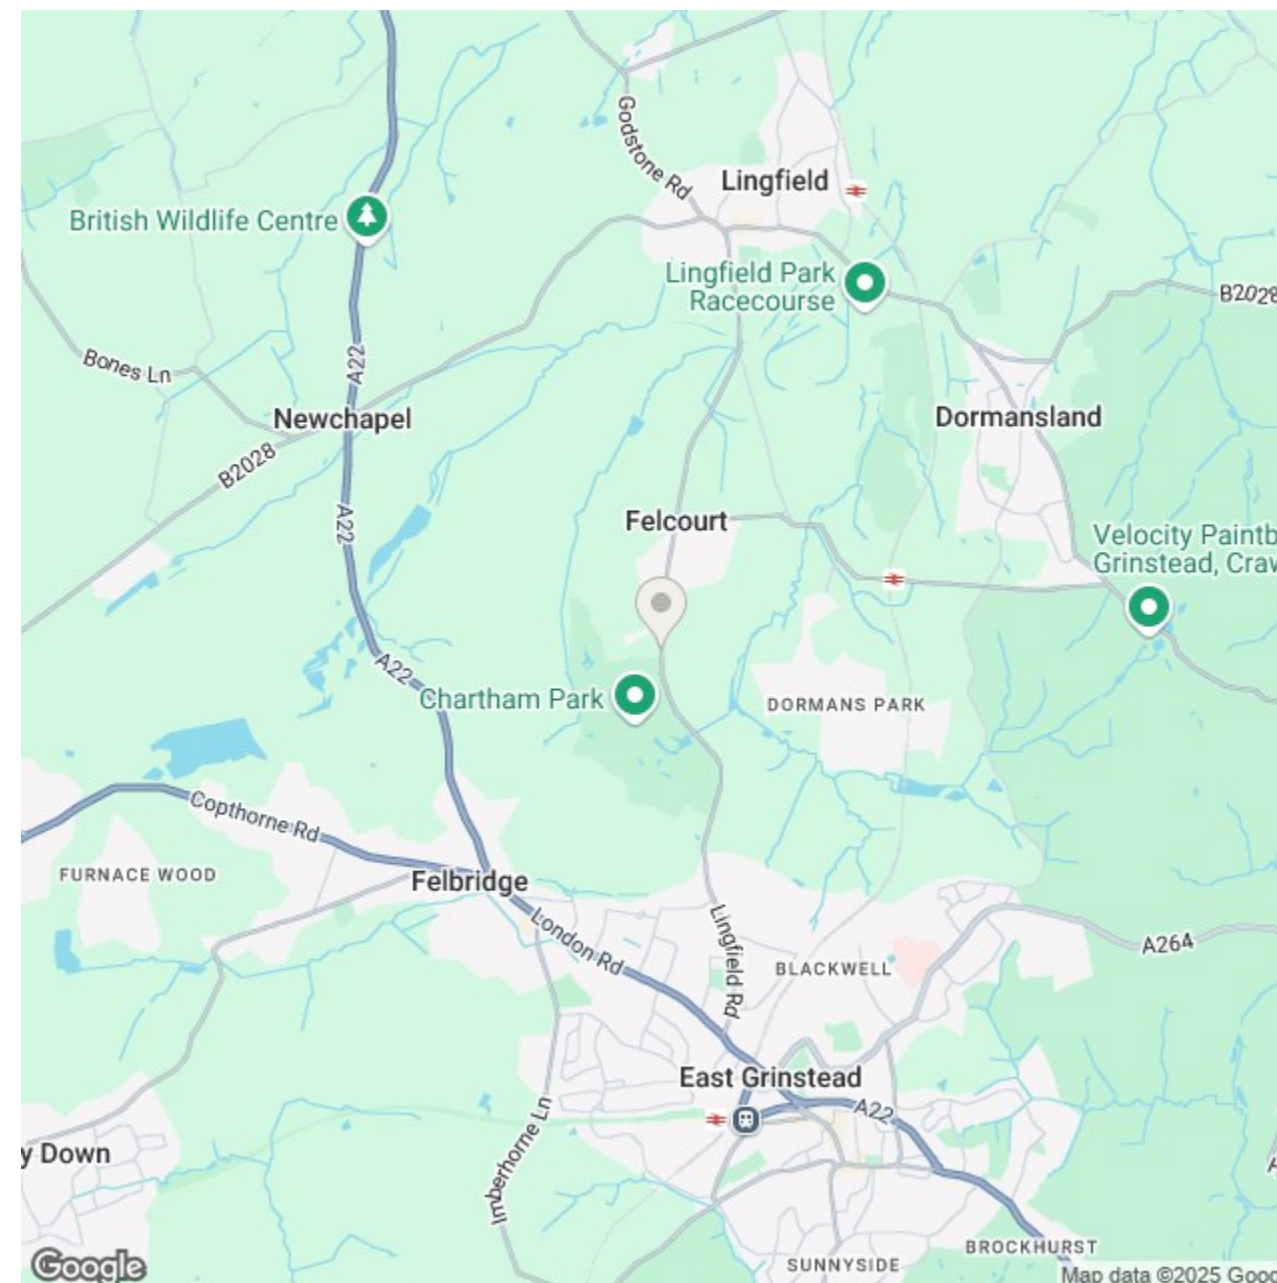 Godstone Rd
Lingfield
British Wildlife Centre
Lingfield Park
Racecourse
B2028
Bones Ln
A22
Newchapel
Dormansland
B2028
A22
Felcourt
Velocity Paintb
Grinstead, Craw
A22
Chartham Park
DORMANS PARK
Copthorne Rd
FURNACE WOOD
Felbridge
London Rd
Lingfield Rd
A264
BLACKWELL
East Grinstead
A22
Imberhorne Ln
y Down
BROCKHURST
SUNNYSIDE
Google
Map data ©2025 Goog